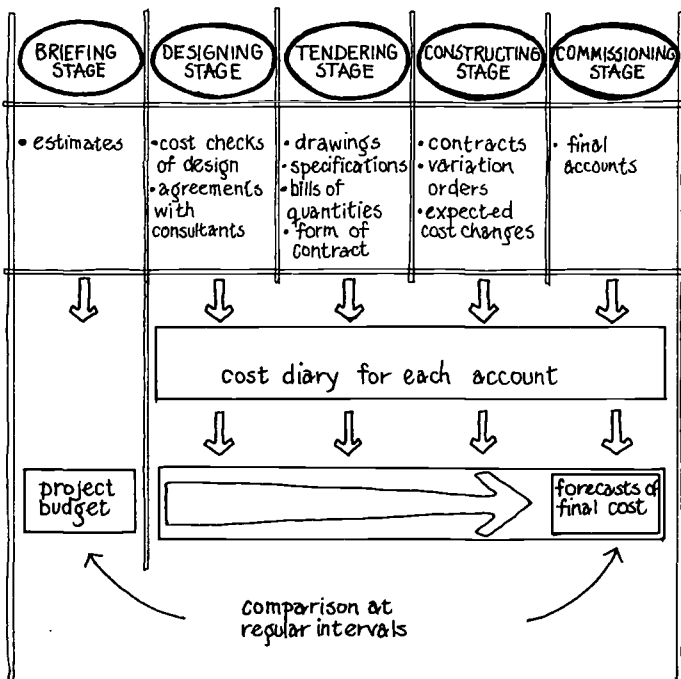 BRIEFING
STAGE
DESIGNING
STAGE
TENDERING
STAGE
CONSTRUCTING
STAGE
COMMISSIONING
STAGE
• estimates
• cost checks
of design
• agreements
with
consultants
• drawings
• specifications
• bills of
quantities
• form of
contract
• contracts
• variation
orders
• expected
cost changes
• final
accounts
cost diary for each account
project
budget
forecasts of
final cost
comparison at
regular intervals